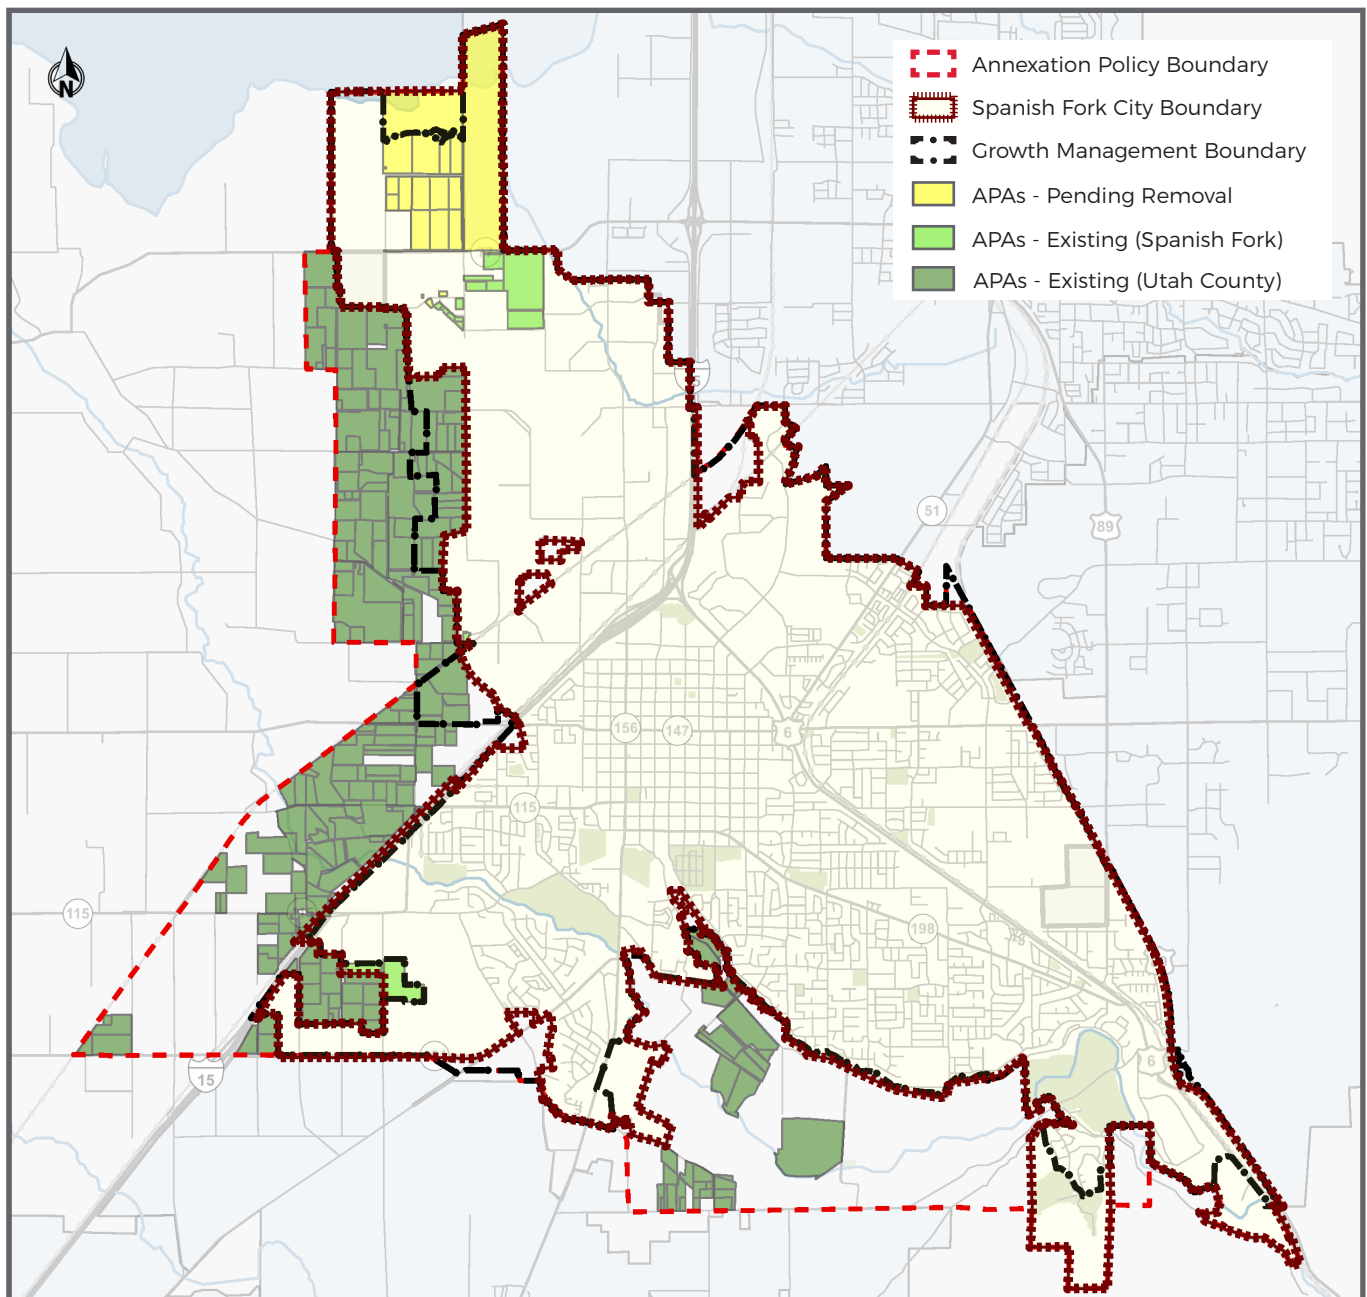 N
Annexation Policy Boundary
Spanish Fork City Boundary
Growth Management Boundary
APAs - Pending Removal
APAs - Existing (Spanish Fork)
APAs - Existing (Utah County)
51
89
156
147
6
115
115
198
6
15